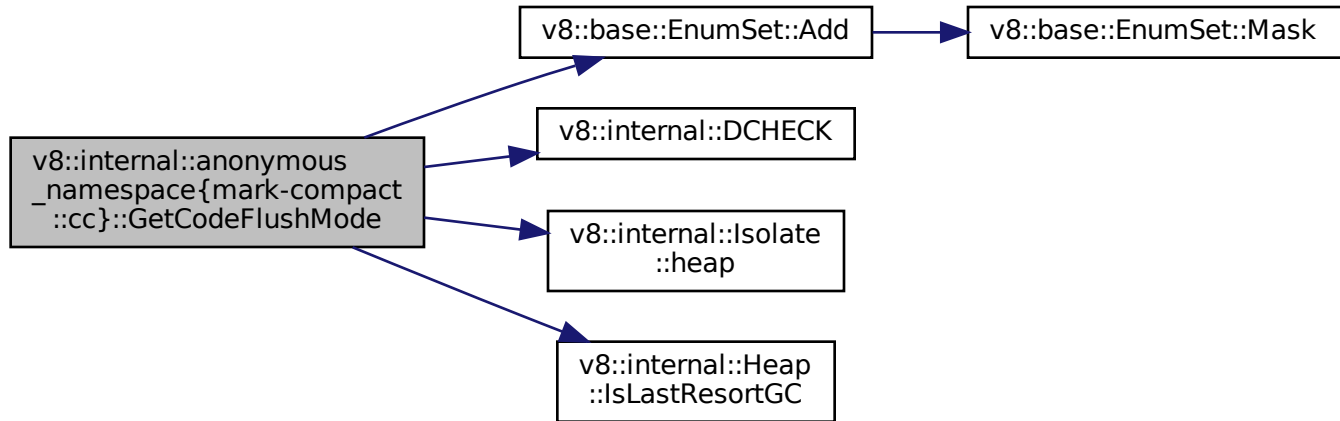 v8::base::EnumSet::Add
v8::base::EnumSet::Mask
v8::internal::DCHECK
v8::internal::anonymous
_namespace{mark-compact
::cc}::GetCodeFlushMode
v8::internal::Isolate
::heap
v8::internal::Heap
::IsLastResortGC